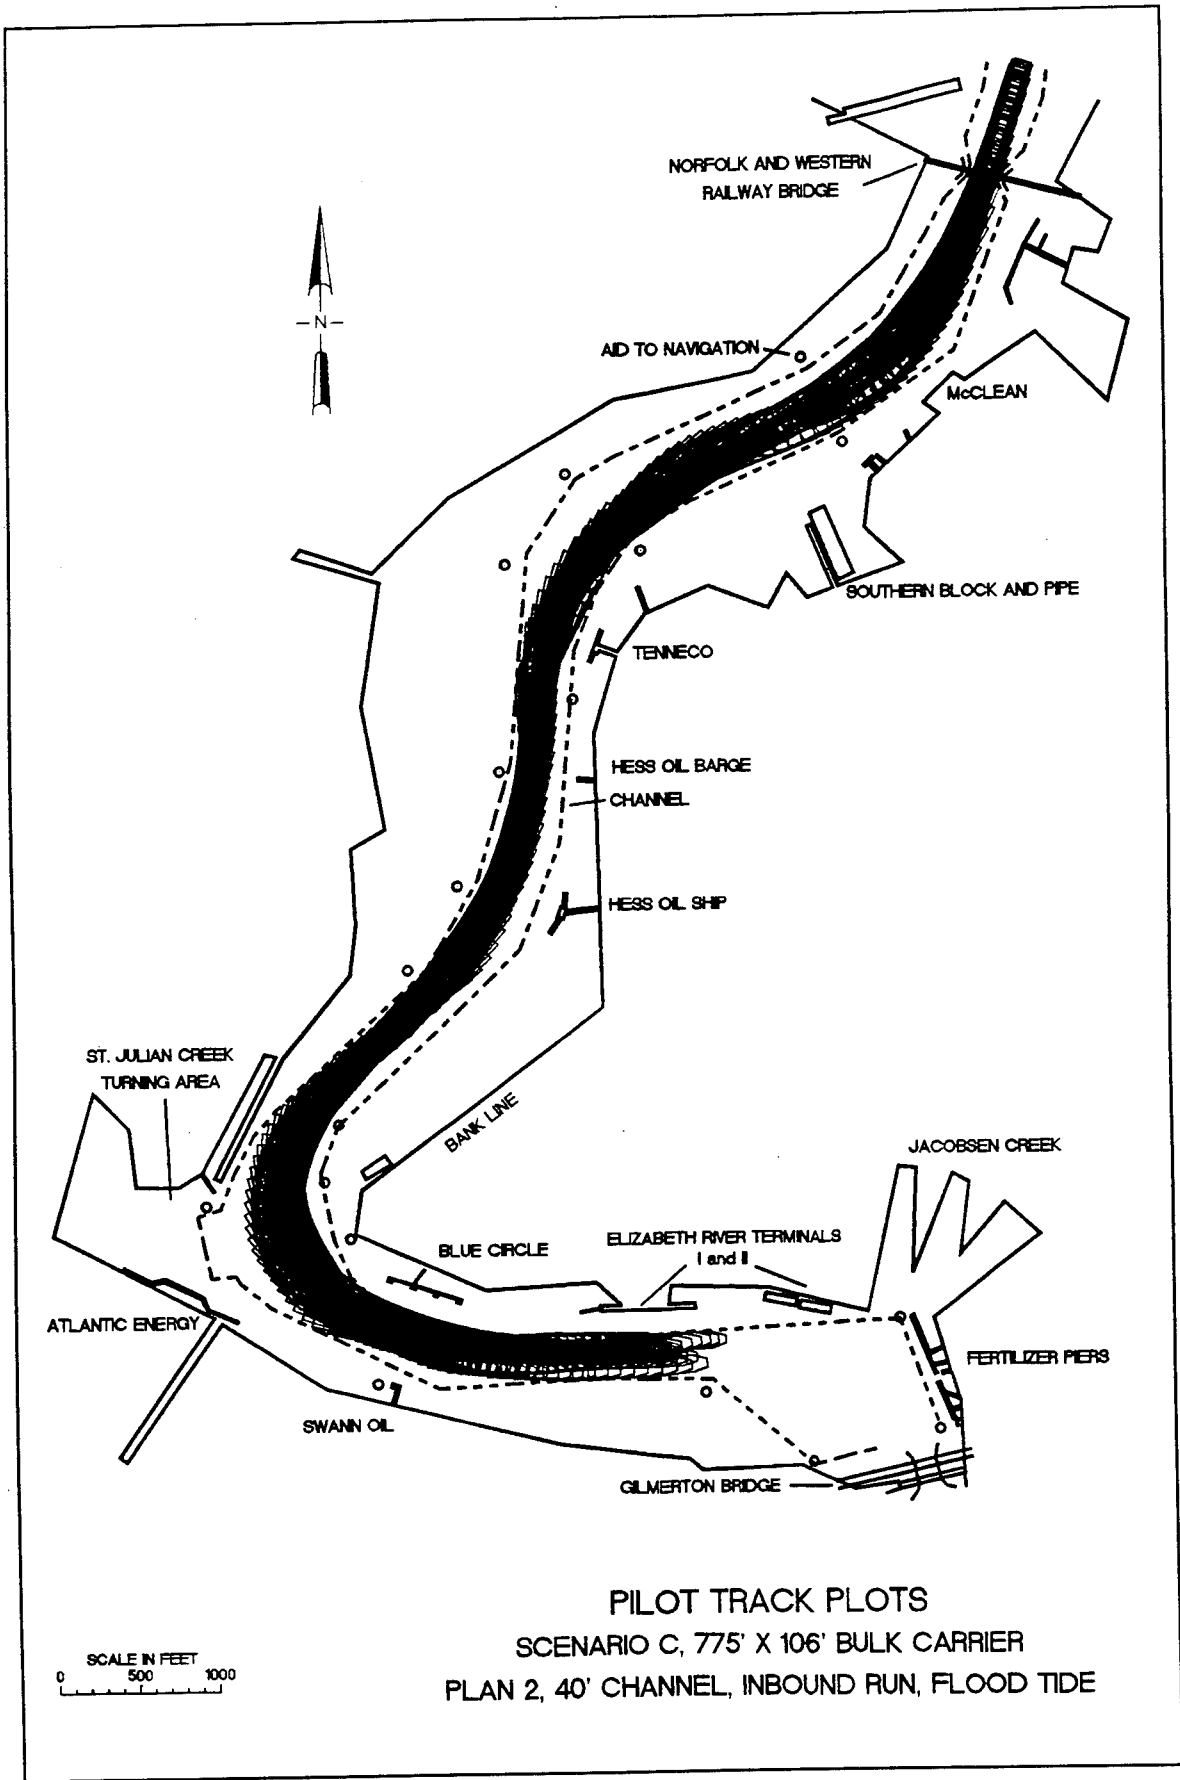 NORFOLK AND WESTERN
RAILWAY BRIDGE
-N-
AID TO NAVIGATION
McCLEAN
SOUTHERN BLOCK AND PIPE
TENNECO
HESS OIL BARGE
CHANNEL
HESS OIL SHIP
ST. JULIAN CREEK
TURNING AREA
BANK LINE
JACOBSEN CREEK
ELIZABETH RIVER TERMINALS
I and II
BLUE CIRCLE
ATLANTIC ENERGY
FERTILIZER PIERS
SWANN OIL
GILMERTON BRIDGE
PILOT TRACK PLOTS
SCENARIO C, 775' X 106' BULK CARRIER
PLAN 2, 40' CHANNEL, INBOUND RUN, FLOOD TIDE
SCALE IN FEET
0 500 1000